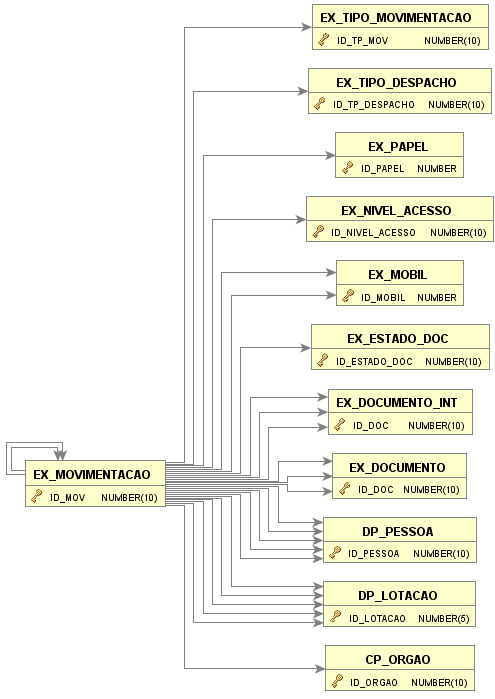 EX_TIPO_MOVIMENTACAO
ID_TP_MOV NUMBER(10)
EX_TIPO_DESPACHO
ID_TP_DESPACHO NUMBER(10)
EX_PAPEL
ID_PAPEL NUMBER
EX_NIVEL_ACESSO
ID_NIVEL_ACESSO NUMBER(10)
EX_MOBIL
ID_MOBIL NUMBER
EX_ESTADO_DOC
ID_ESTADO_DOC NUMBER(10)
EX_DOCUMENTO_INT
ID_DOC NUMBER(10)
EX_MOVIMENTACAO
ID_MOV NUMBER(10)
EX_DOCUMENTO
ID_DOC NUMBER(10)
DP_PESSOA
ID_PESSOA NUMBER(10)
DP_LOTACAO
ID_LOTACAO NUMBER(5)
CP_ORGAO
ID_ORGAO NUMBER(10)